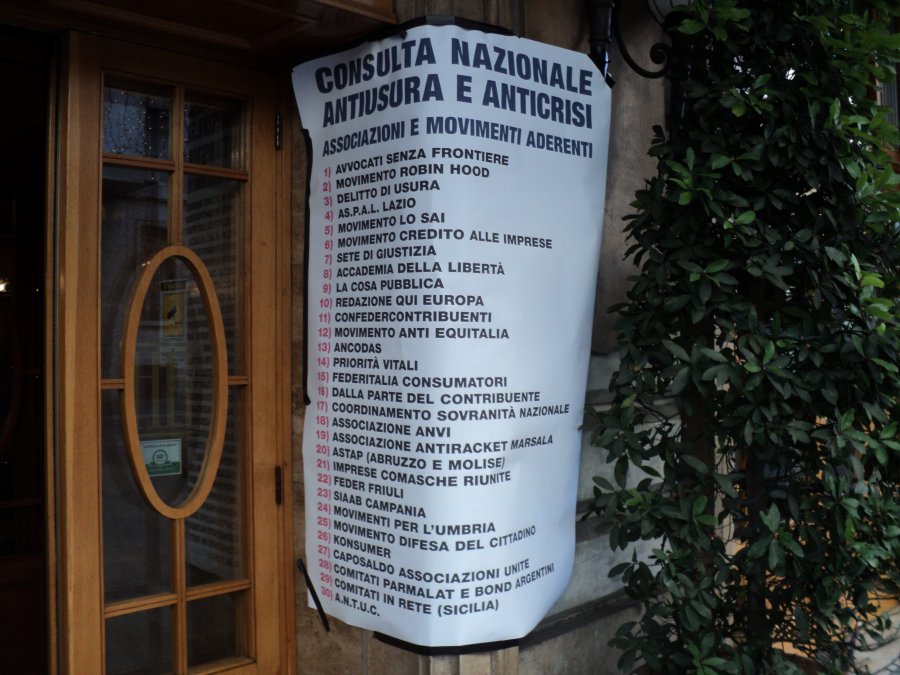 CONSULTA NAZIONALE
ANTIUSURA E ANTICRISI
ASSOCIAZIONI E MOVIMENTI ADERENTI
1) AVVOCATI SENZA FRONTIERE
2) MOVIMENTO ROBIN HOOD
3) DELITTO DI USURA
4) AS.P.A.L. LAZIO
5) MOVIMENTO LO SAI
6) MOVIMENTO CREDITO ALLE IMPRESE
7) SETE DI GIUSTIZIA
8) ACCADEMIA DELLA LIBERTÀ
9) LA COSA PUBBLICA
10) REDAZIONE QUI EUROPA
11) CONFEDERCONTRIBUENTI
12) MOVIMENTO ANTI EQUITALIA
13) ANCODAS
14) PRIORITÀ VITALI
15) FEDERITALIA CONSUMATORI
16) DALLA PARTE DEL CONTRIBUENTE
17) COORDINAMENTO SOVRANITÀ NAZIONALE
18) ASSOCIAZIONE ANVI
19) ASSOCIAZIONE ANTIRACKET MARSALA
20) ASTAP (ABRUZZO E MOLISE)
21) IMPRESE COMASCHE RIUNITE
22) FEDER FRIULI
23) SIAAB CAMPANIA
24) MOVIMENTI PER L'UMBRIA
25) MOVIMENTO DIFESA DEL CITTADINO
26) KONSUMER
27) CAPOSALDO ASSOCIAZIONI UNITE
28) COMITATI PARMALAT E BOND ARGENTINI
29) COMITATI IN RETE (SICILIA)
30) A.N.T.U.C.